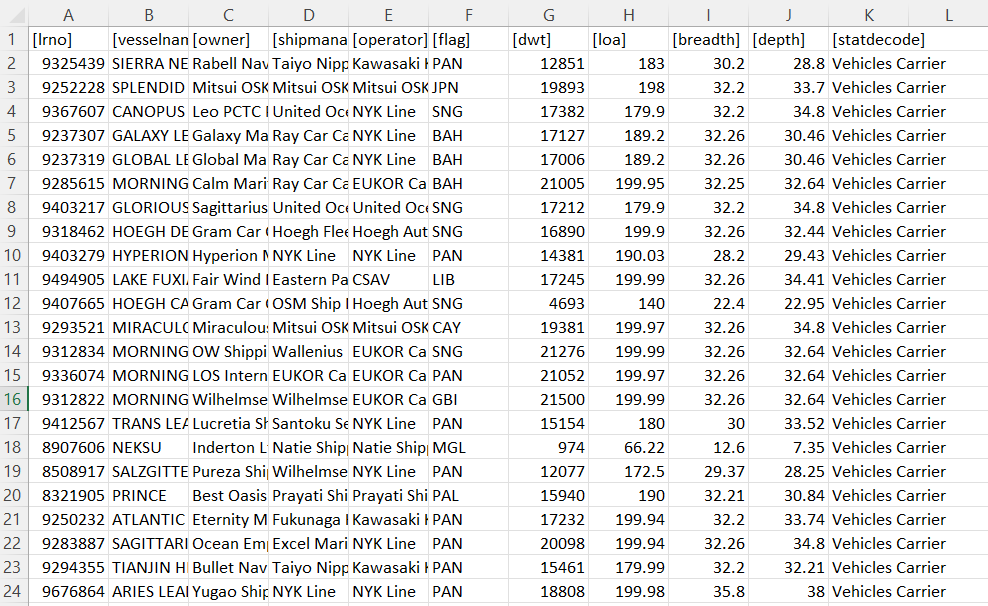 A B C D E F G H I J K L
1 [lrno] [vesselnam [owner] [shipmana [operator] [flag] [dwt] [loa] [breadth] [depth] [statdecode]
2 9325439 SIERRA NE Rabell Nav Taiyo Nipp Kawasaki PAN 12851 183 30.2 28.8 Vehicles Carrier
3 9252228 SPLENDID Mitsui OSK Mitsui OSK Mitsui OSK JPN 19893 198 32.2 33.7 Vehicles Carrier
4 9367607 CANOPUS Leo PCTC United Oce NYK Line SNG 17382 179.9 32.2 34.8 Vehicles Carrier
5 9237307 GALAXY LE Galaxy Ma Ray Car Ca NYK Line BAH 17127 189.2 32.26 30.46 Vehicles Carrier
6 9237319 GLOBAL LE Global Ma Ray Car Ca NYK Line BAH 17006 189.2 32.26 30.46 Vehicles Carrier
7 9285615 MORNING Calm Mari Ray Car Ca EUKOR Ca BAH 21005 199.95 32.25 32.64 Vehicles Carrier
8 9403217 GLORIOUS Sagittarius United Oce United Oce SNG 17212 179.9 32.2 34.8 Vehicles Carrier
9 9318462 HOEGH DE Gram Car Hoegh Flee Hoegh Aut SNG 16890 199.9 32.26 32.44 Vehicles Carrier
10 9403279 HYPERION Hyperion NYK Line NYK Line PAN 14381 190.03 28.2 29.43 Vehicles Carrier
11 9494905 LAKE FUXI Fair Wind Eastern Pa CSAV LIB 17245 199.99 32.26 34.41 Vehicles Carrier
12 9407665 HOEGH CA Gram Car OSM Ship Hoegh Aut SNG 4693 140 22.4 22.95 Vehicles Carrier
13 9293521 MIRACULO Miraculous Mitsui OSK Mitsui OSK CAY 19381 199.97 32.26 34.8 Vehicles Carrier
14 9312834 MORNING OW Shippi Wallenius EUKOR Ca SNG 21276 199.99 32.26 32.64 Vehicles Carrier
15 9336074 MORNING LOS Intern EUKOR Ca EUKOR Ca PAN 21052 199.97 32.26 32.64 Vehicles Carrier
16 9312822 MORNING Wilhelmse Wilhelmse EUKOR Ca GBI 21500 199.99 32.26 32.64 Vehicles Carrier
17 9412567 TRANS LEA Lucretia Sh Santoku Se NYK Line PAN 15154 180 30 33.52 Vehicles Carrier
18 8907606 NEKSU Inderton L Natie Ship Natie Ship MGL 974 66.22 12.6 7.35 Vehicles Carrier
19 8508917 SALZGITTE Pureza Ship Wilhelmse NYK Line PAN 12077 172.5 29.37 28.25 Vehicles Carrier
20 8321905 PRINCE Best Oasis Prayati Shi Prayati Shi PAL 15940 190 32.21 30.84 Vehicles Carrier
21 9250232 ATLANTIC Eternity M Fukunaga Kawasaki PAN 17232 199.94 32.2 33.74 Vehicles Carrier
22 9283887 SAGITTARI Ocean Emp Excel Mari NYK Line PAN 20098 199.94 32.26 34.8 Vehicles Carrier
23 9294355 TIANJIN H Bullet Nav Taiyo Nipp Kawasaki PAN 15461 179.99 32.2 32.21 Vehicles Carrier
24 9676864 ARIES LEA Yugao Ship NYK Line NYK Line PAN 18808 199.98 35.8 38 Vehicles Carrier